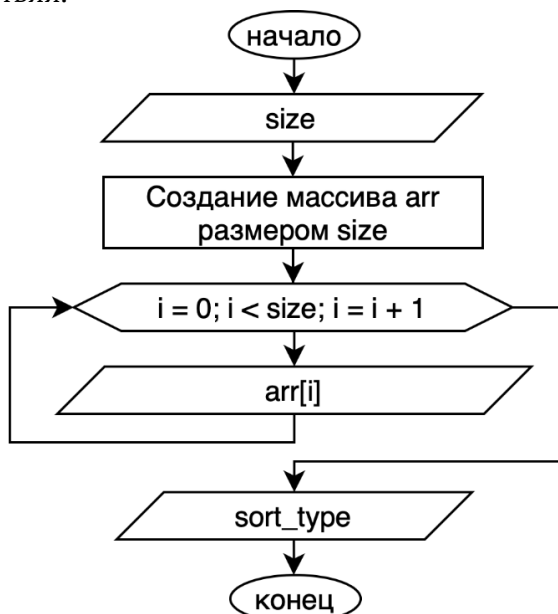 начало
size
Создание массива arr
размером size
i = 0; i < size; i = i + 1
arr[i]
sort_type
конец